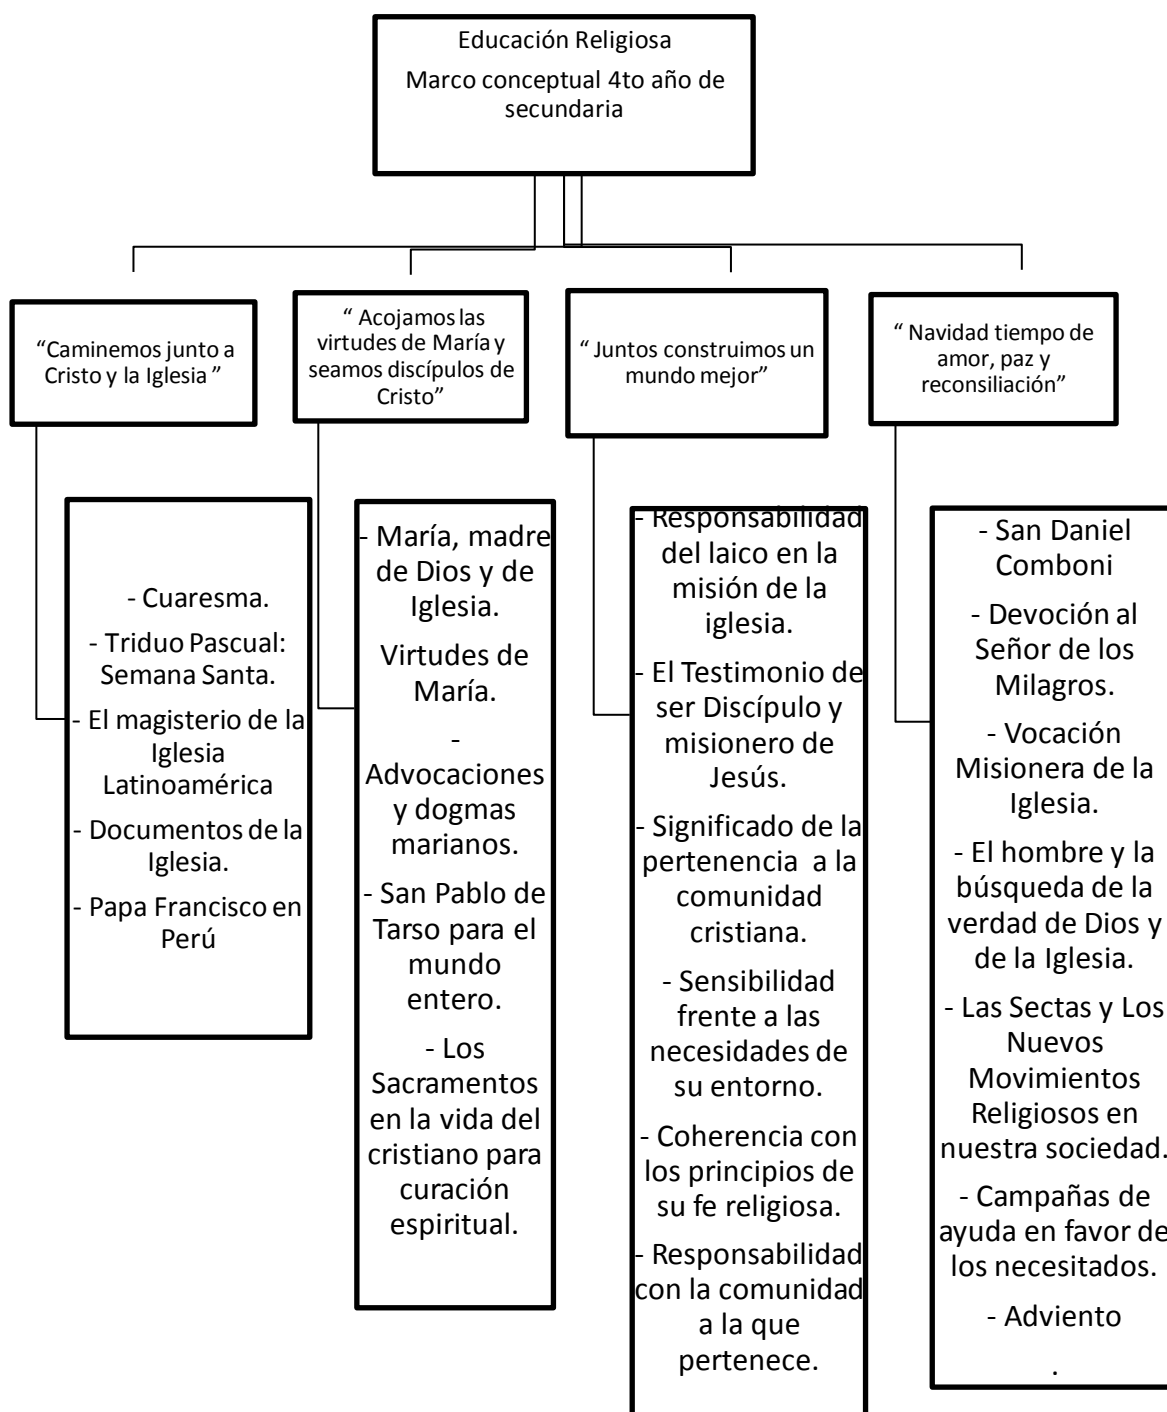 Educación Religiosa
Marco conceptual 4to año de
secundaria
“Caminemos junto a
Cristo y la Iglesia ”
“ Acojamos las
virtudes de María y
seamos discípulos de
Cristo”
“ Juntos construimos un
mundo mejor”
“ Navidad tiempo de
amor, paz y
reconsiliación”
- Cuaresma.
- Triduo Pascual:
Semana Santa.
- El magisterio de la
Iglesia
Latinoamérica
- Documentos de la
Iglesia.
- Papa Francisco en
Perú
- María, madre
de Dios y de
Iglesia.
Virtudes de
María.
-
Advocaciones
y dogmas
marianos.
- San Pablo de
Tarso para el
mundo
entero.
- Los
Sacramentos
en la vida del
cristiano para
curación
espiritual.
- Responsabilidad
del laico en la
misión de la
iglesia.
- El Testimonio de
ser Discípulo y
misionero de
Jesús.
- Significado de la
pertenencia a la
comunidad
cristiana.
- Sensibilidad
frente a las
necesidades de
su entorno.
- Coherencia con
los principios de
su fe religiosa.
- Responsabilidad
con la comunidad
a la que
pertenece.
- San Daniel
Comboni
- Devoción al
Señor de los
Milagros.
- Vocación
Misionera de la
Iglesia.
- El hombre y la
búsqueda de la
verdad de Dios y
de la Iglesia.
- Las Sectas y Los
Nuevos
Movimientos
Religiosos en
nuestra sociedad.
- Campañas de
ayuda en favor de
los necesitados.
- Adviento
.